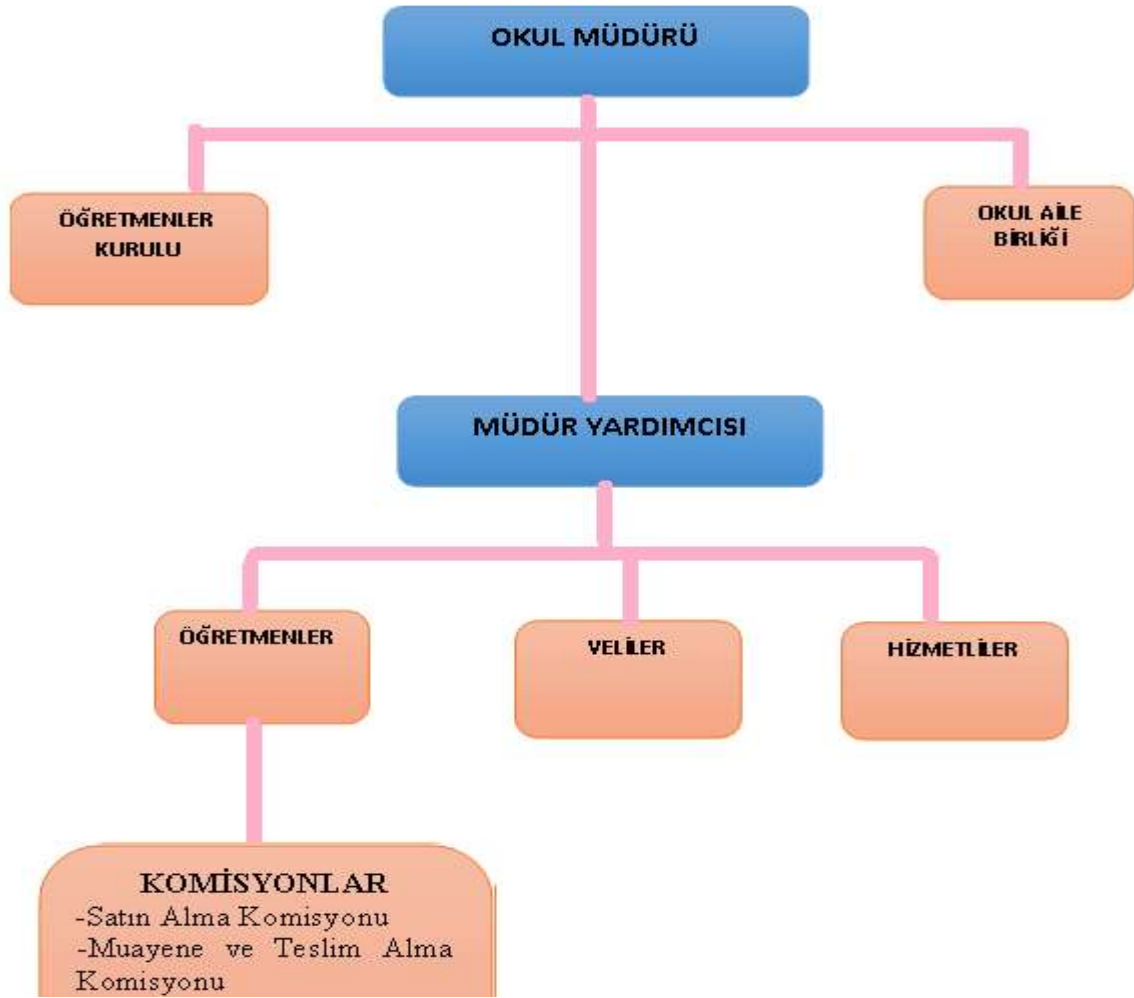 OKUL MÜDÜRÜ
ÖĞRETMENLER
KURULU
OKUL AİLE
BİRLİĞİ
MÜDÜR YARDIMCISI
ÖĞRETMENLER
VELİLER
HİZMETLİLER
KOMİSYONLAR
-Satın Alma Komisyonu
-Muayene ve Teslim Alma
Komisyonu